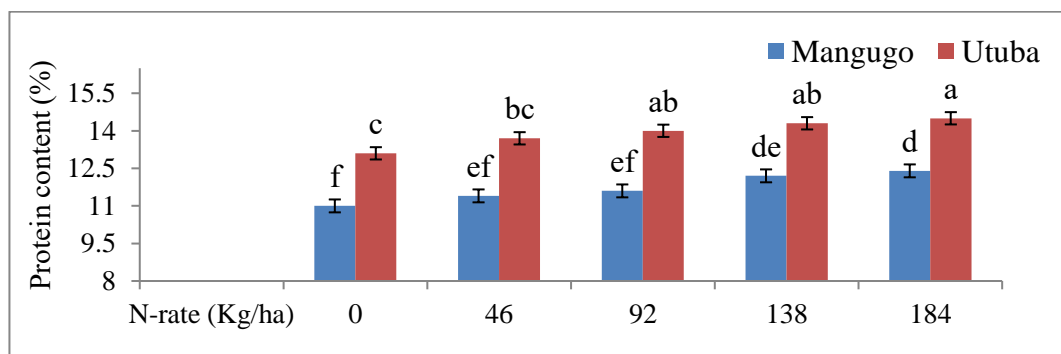 Mangugo Utuba
Protein content (%)
15.5
14
12.5
11
9.5
8
f c ef bc ef ab de ab d a
N-rate (Kg/ha) 0 46 92 138 184